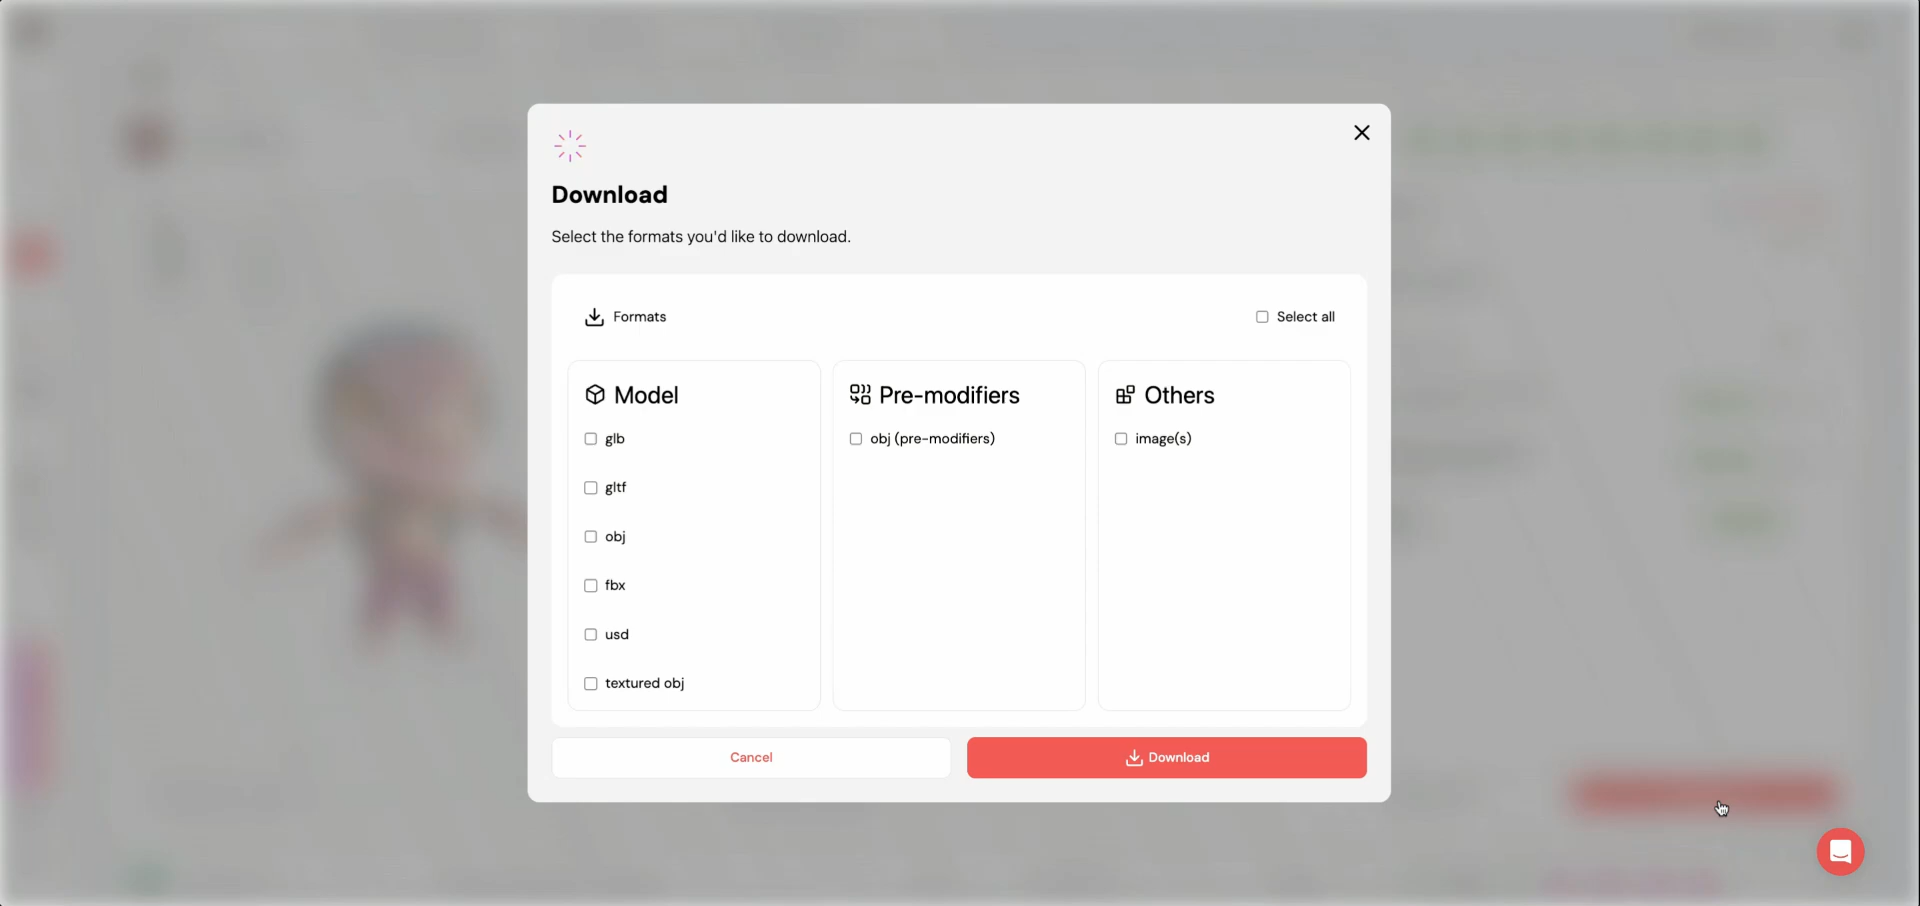 Download
Select the formats you'd like to download.
Formats
Select all
Model
glb
gltf
obj
fbx
usd
textured obj
Pre-modifiers
obj (pre-modifiers)
Others
image(s)
Cancel
Download